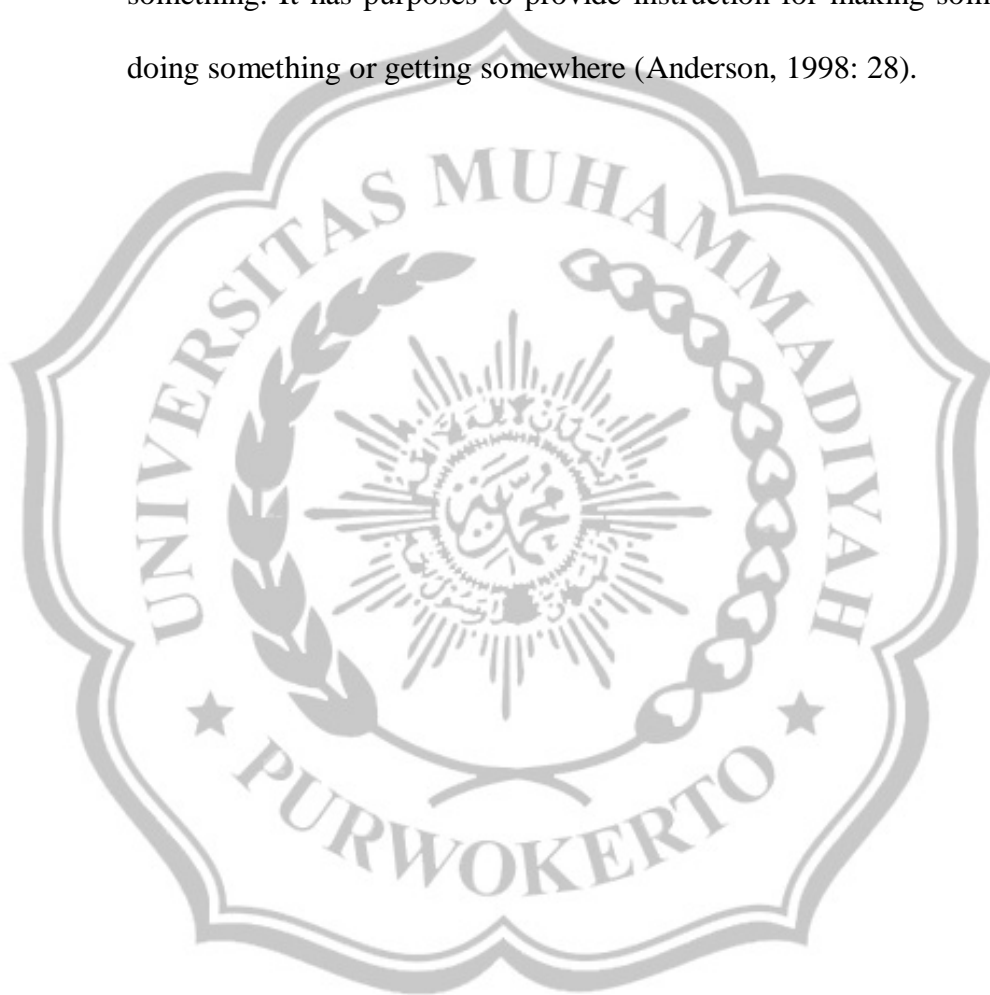 something. It has purposes to provide instruction for making
doing something or getting somewhere (Anderson, 1998: 28).
UNIVERSITAS MUHAMMADIYAH
PURWOKERTO